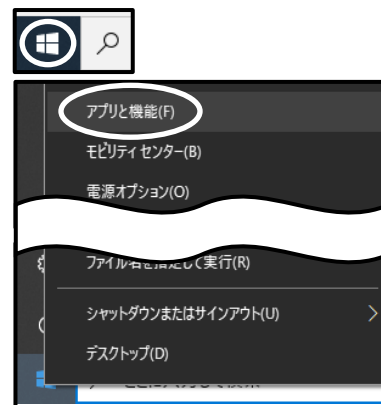 アプリと機能(F)
モビリティ センター(B)
電源オプション(O)
ファイル名を指定して実行(R)
シャットダウンまたはサインアウト(U)
デスクトップ(D)